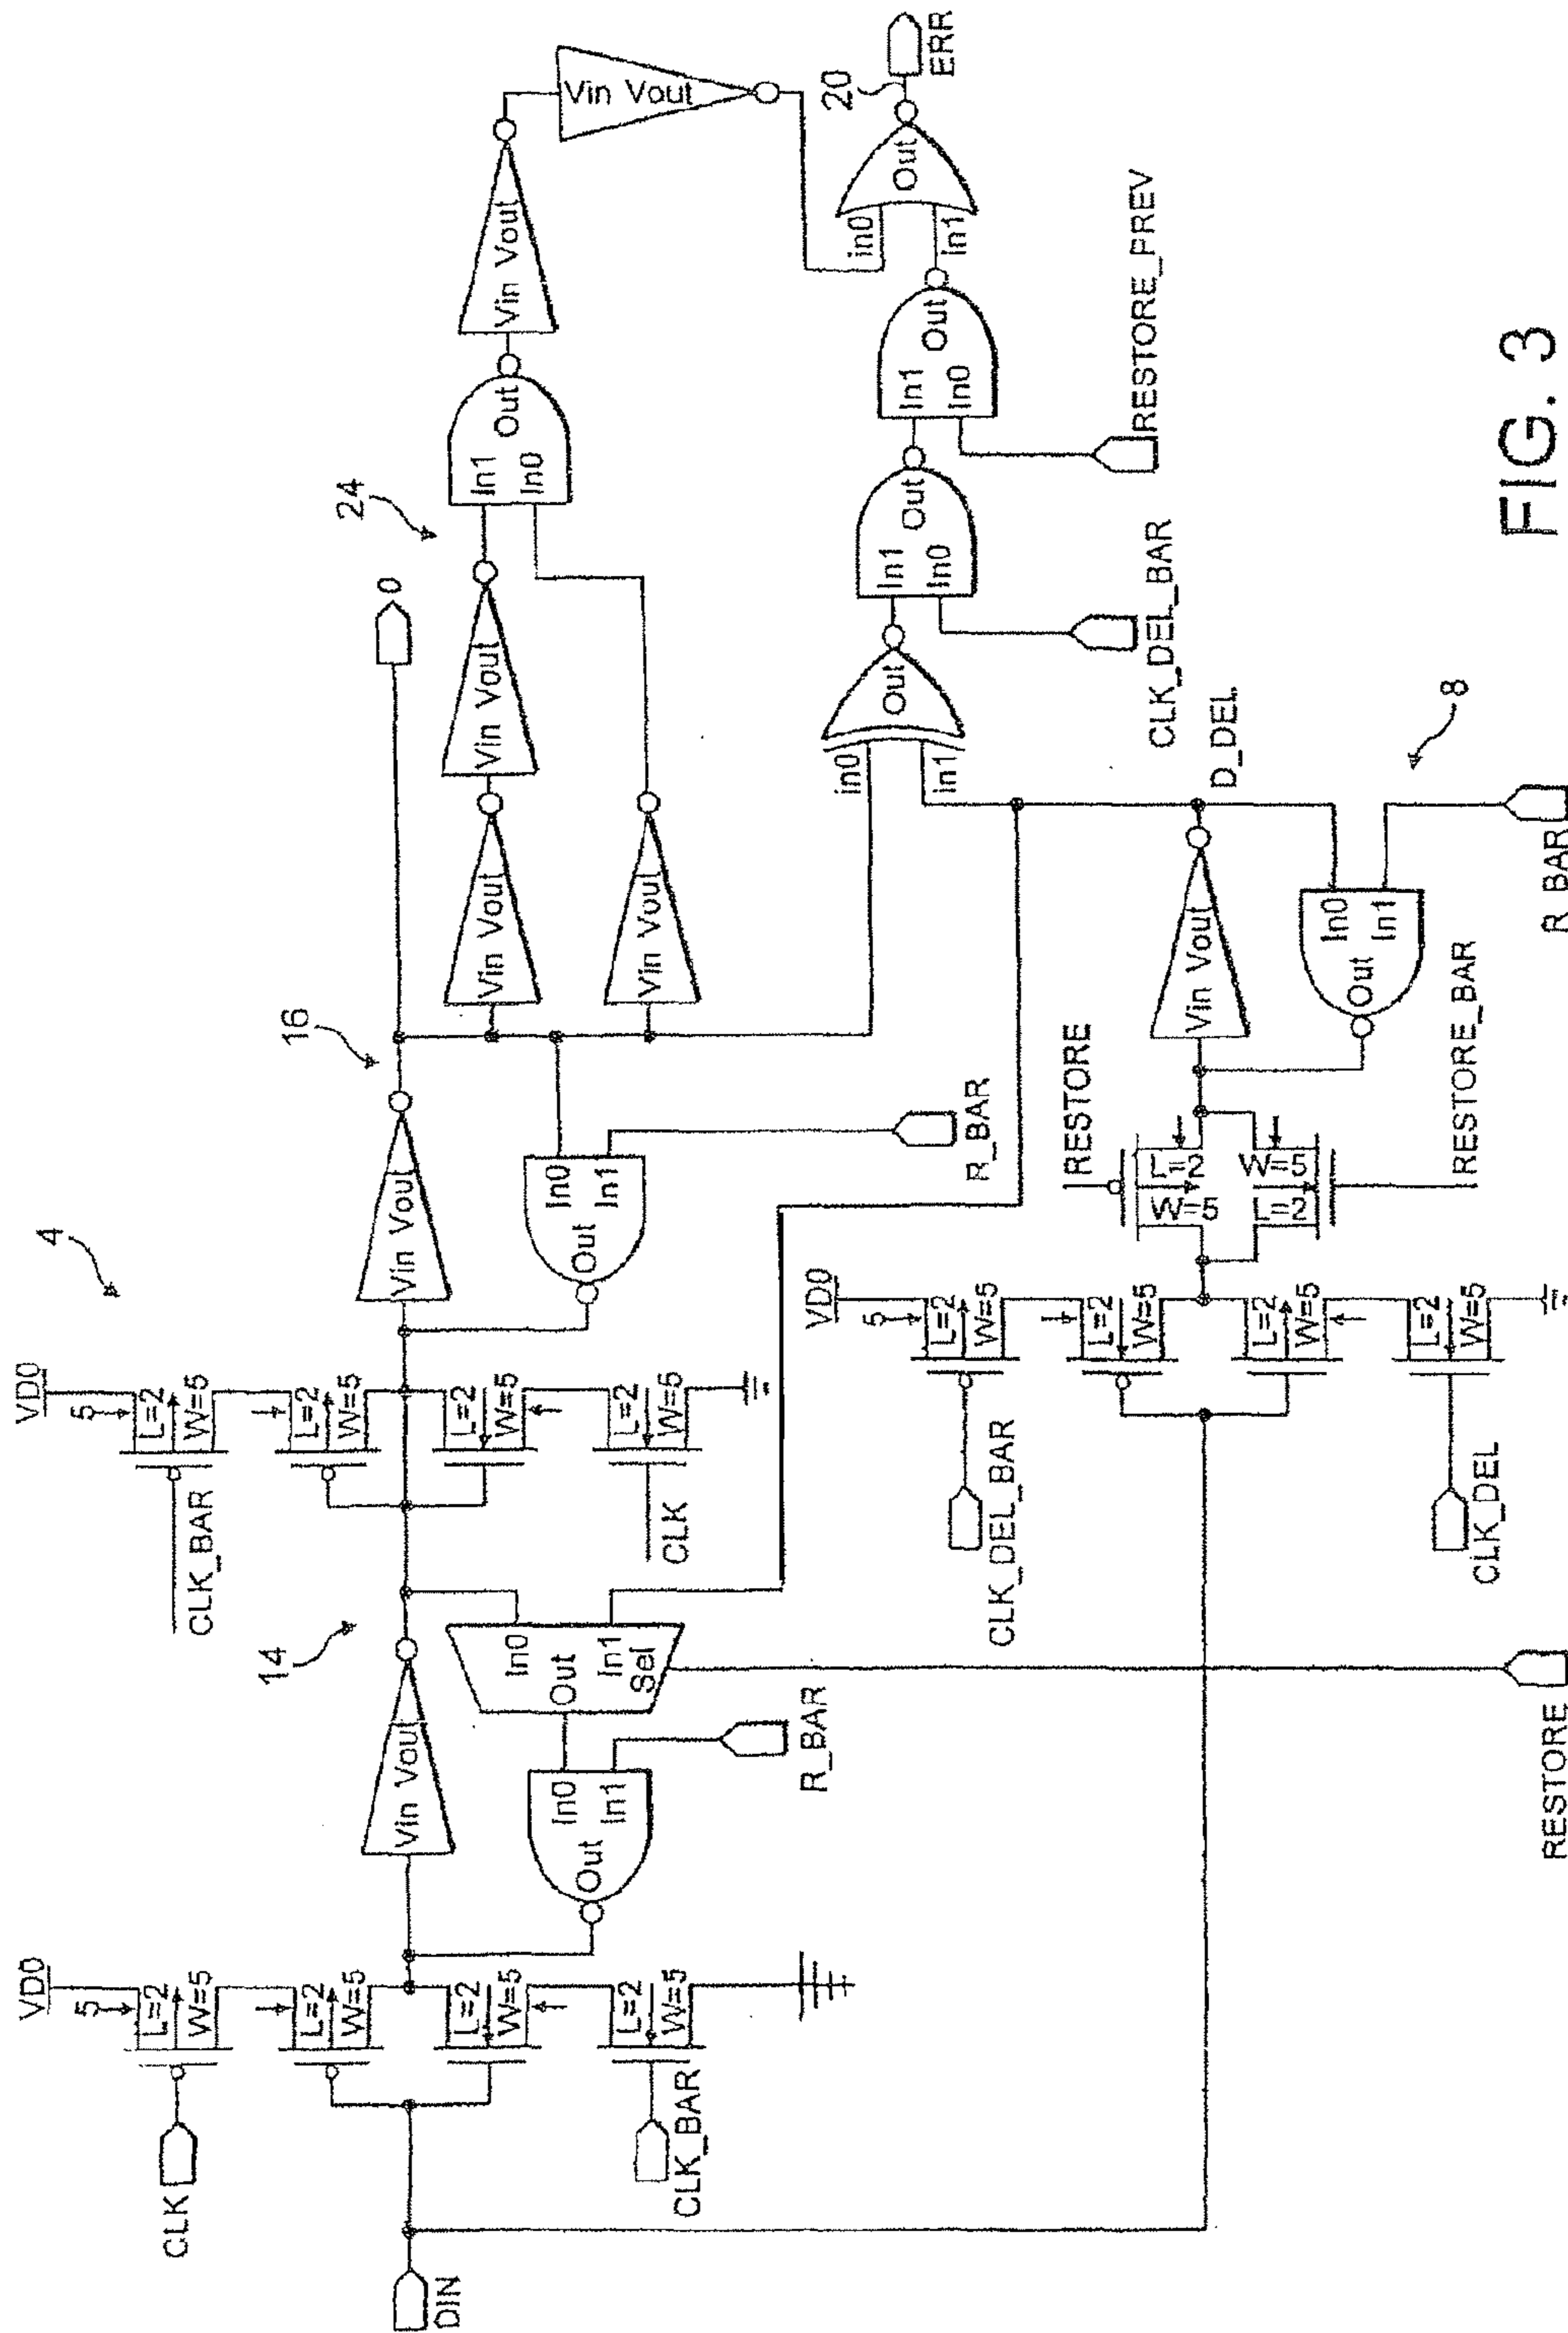 VD0
5
L=2
W=5
CLK
L=2
W=5
L=2
W=5
L=2
W=5
CLK_BAR
DIN
Vin Vout
14
In0
Out
In1
Sel
In0
In1
Out
R_BAR
RESTORE
4
VD0
5
L=2
W=5
CLK_BAR
L=2
W=5
L=2
W=5
L=2
W=5
CLK
Vin Vout
16
In0
In1
Out
R_BAR
0
Vin Vout
Vin Vout
Vin Vout
24
In1
In0
Out
Vin Vout
Vin Vout
in0
in1
Out
In1
In0
Out
CLK_DEL_BAR
In1
In0
Out
RESTORE_PREV
in0
in1
Out
20
ERR
VD0
5
L=2
W=5
CLK_DEL_BAR
L=2
W=5
L=2
W=5
L=2
W=5
CLK_DEL
RESTORE
L=2
W=5
W=5
L=2
RESTORE_BAR
Vin Vout
D_DEL
In0
In1
Out
R_BAR
8
FIG. 3